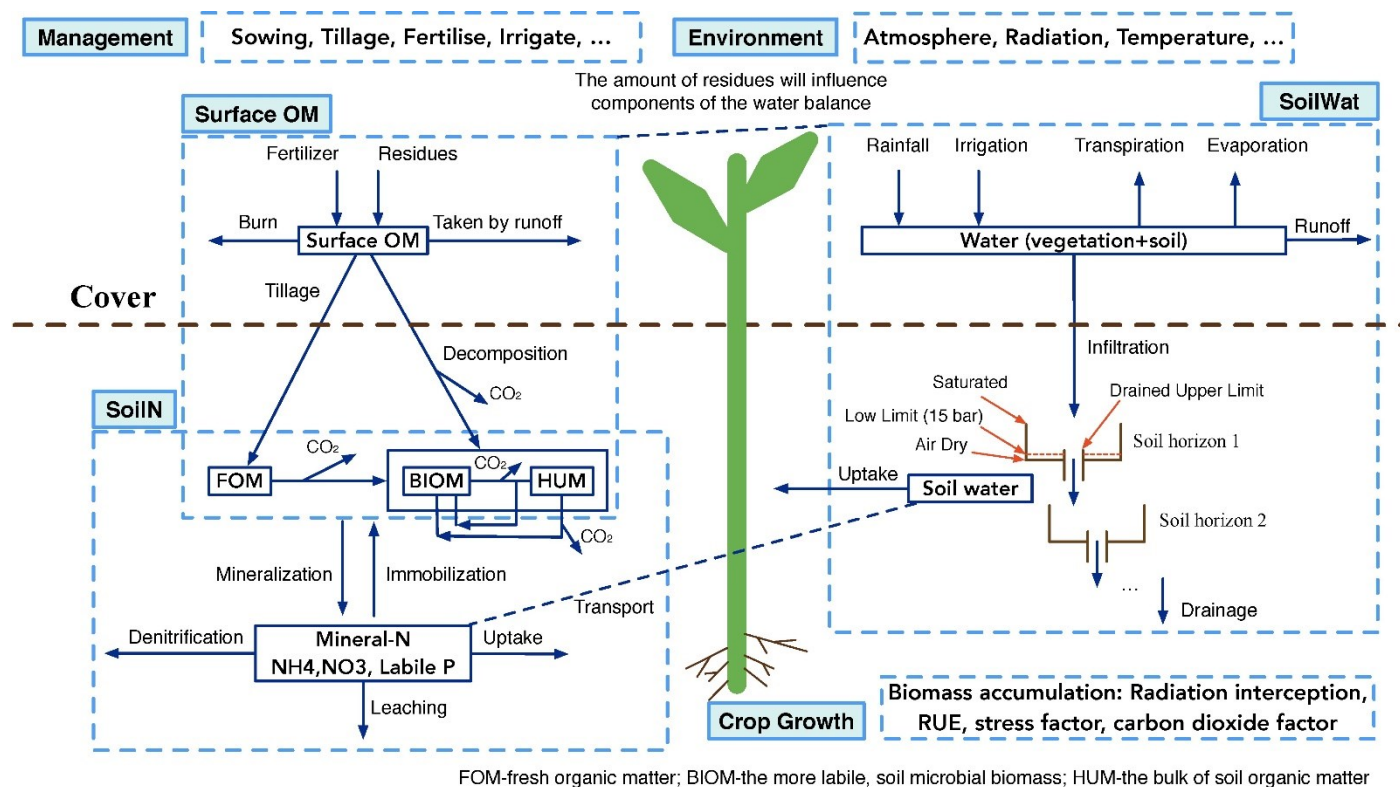 Management
Sowing, Tillage, Fertilise, Irrigate, ...
Environment
Atmosphere, Radiation, Temperature, ...
The amount of residues will influence
components of the water balance
Surface OM
SoilWat
Fertilizer
Residues
Burn
Surface OM
Taken by runoff
Tillage
Rainfall
Irrigation
Transpiration
Evaporation
Water (vegetation+soil)
Runoff
Cover
Decomposition
CO₂
Infiltration
Saturated
Drained Upper Limit
Low Limit (15 bar)
Air Dry
Soil horizon 1
SoilN
CO₂
FOM
BIOM
CO₂
HUM
CO₂
Uptake
Soil water
Soil horizon 2
...
Drainage
Mineralization
Immobilization
Transport
Denitrification
Mineral-N
NH4,NO3, Labile P
Uptake
Leaching
Crop Growth
Biomass accumulation: Radiation interception,
RUE, stress factor, carbon dioxide factor
FOM-fresh organic matter; BIOM-the more labile, soil microbial biomass; HUM-the bulk of soil organic matter